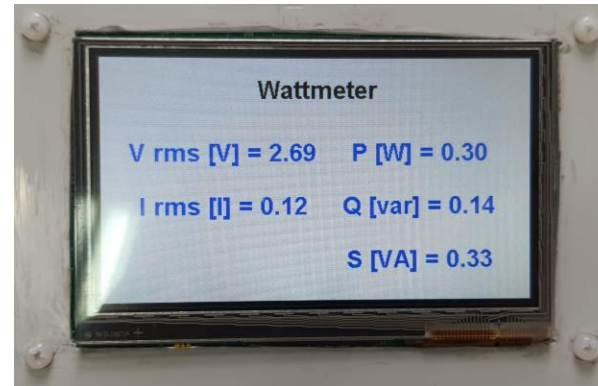 Wattmeter
V rms [V] = 2.69 P [W] = 0.30
I rms [I] = 0.12 Q [var] = 0.14
S [VA] = 0.33